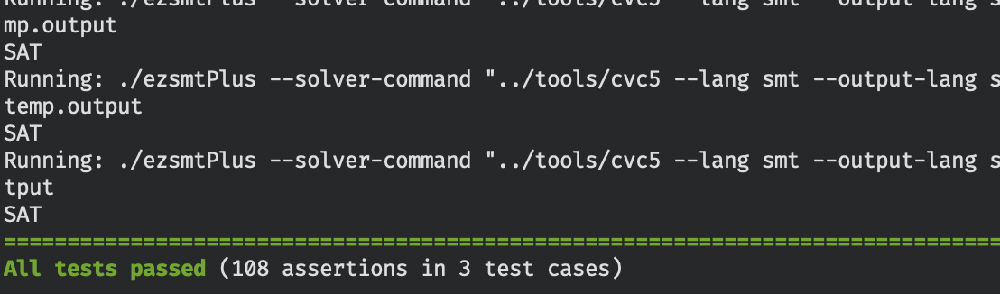 Running: ./ezsmtPlus --solver-command "../tools/cvc5 --lang smt --output-lang s
mp.output
SAT
Running: ./ezsmtPlus --solver-command "../tools/cvc5 --lang smt --output-lang s
temp.output
SAT
Running: ./ezsmtPlus --solver-command "../tools/cvc5 --lang smt --output-lang s
tput
SAT
===============================================================================
All tests passed (108 assertions in 3 test cases)